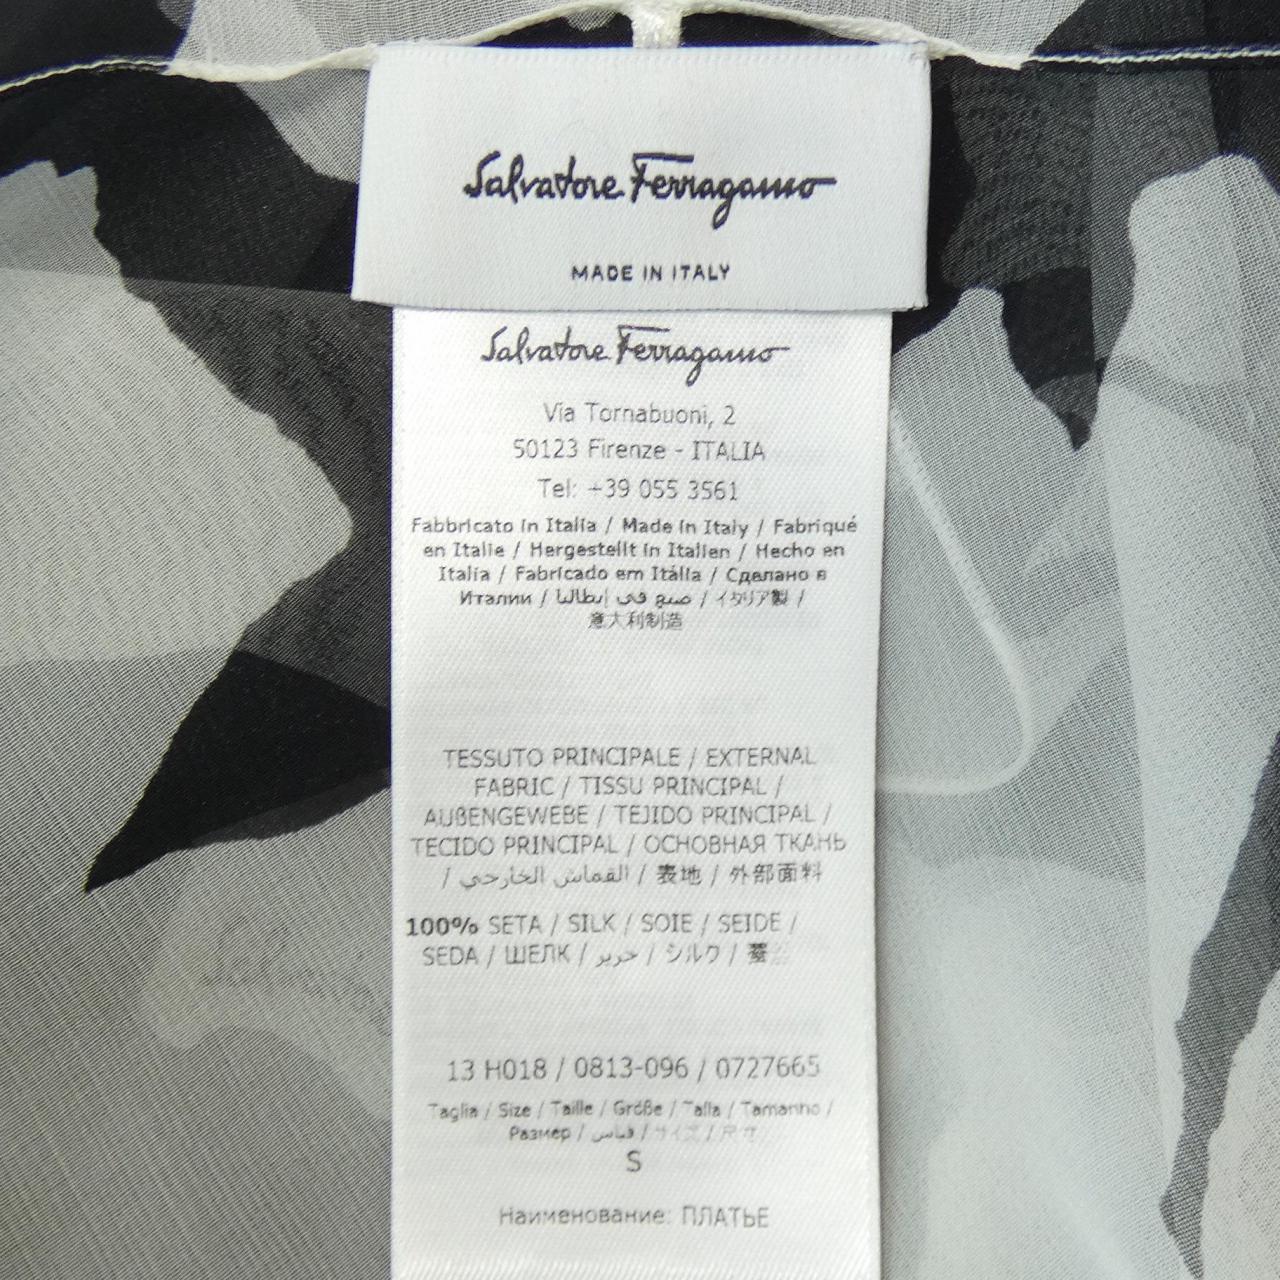 Salvatore Ferragamo
MADE IN ITALY
Salvatore Ferragamo
Via Tornabuoni, 2
50123 Firenze - ITALIA
Tel: +39 055 3561
Fabbricato in Italia / Made in Italy / Fabriqué
en Italie / Hergestellt in Italien / Hecho en
Italia / Fabricado em Itália / Сделано в
Италии / صنع في إيطاليا / イタリア製 /
意大利制造
TESSUTO PRINCIPALE / EXTERNAL
FABRIC / TISSU PRINCIPAL /
AUßENGEWEBE / TEJIDO PRINCIPAL /
TECIDO PRINCIPAL / ОСНОВНАЯ ТКАНЬ
/ القماش الخارجي / 表地 / 外部面料
100% SETA / SILK / SOIE / SEIDE /
SEDA / ШЕЛК / حرير / シルク /
13 H018 / 0813-096 / 0727665
Taglia / Size / Taille / Größe / Talla / Tamanho /
Размер / قياس / サイズ / 尺寸
S
Наименование: ПЛАТЬЕ